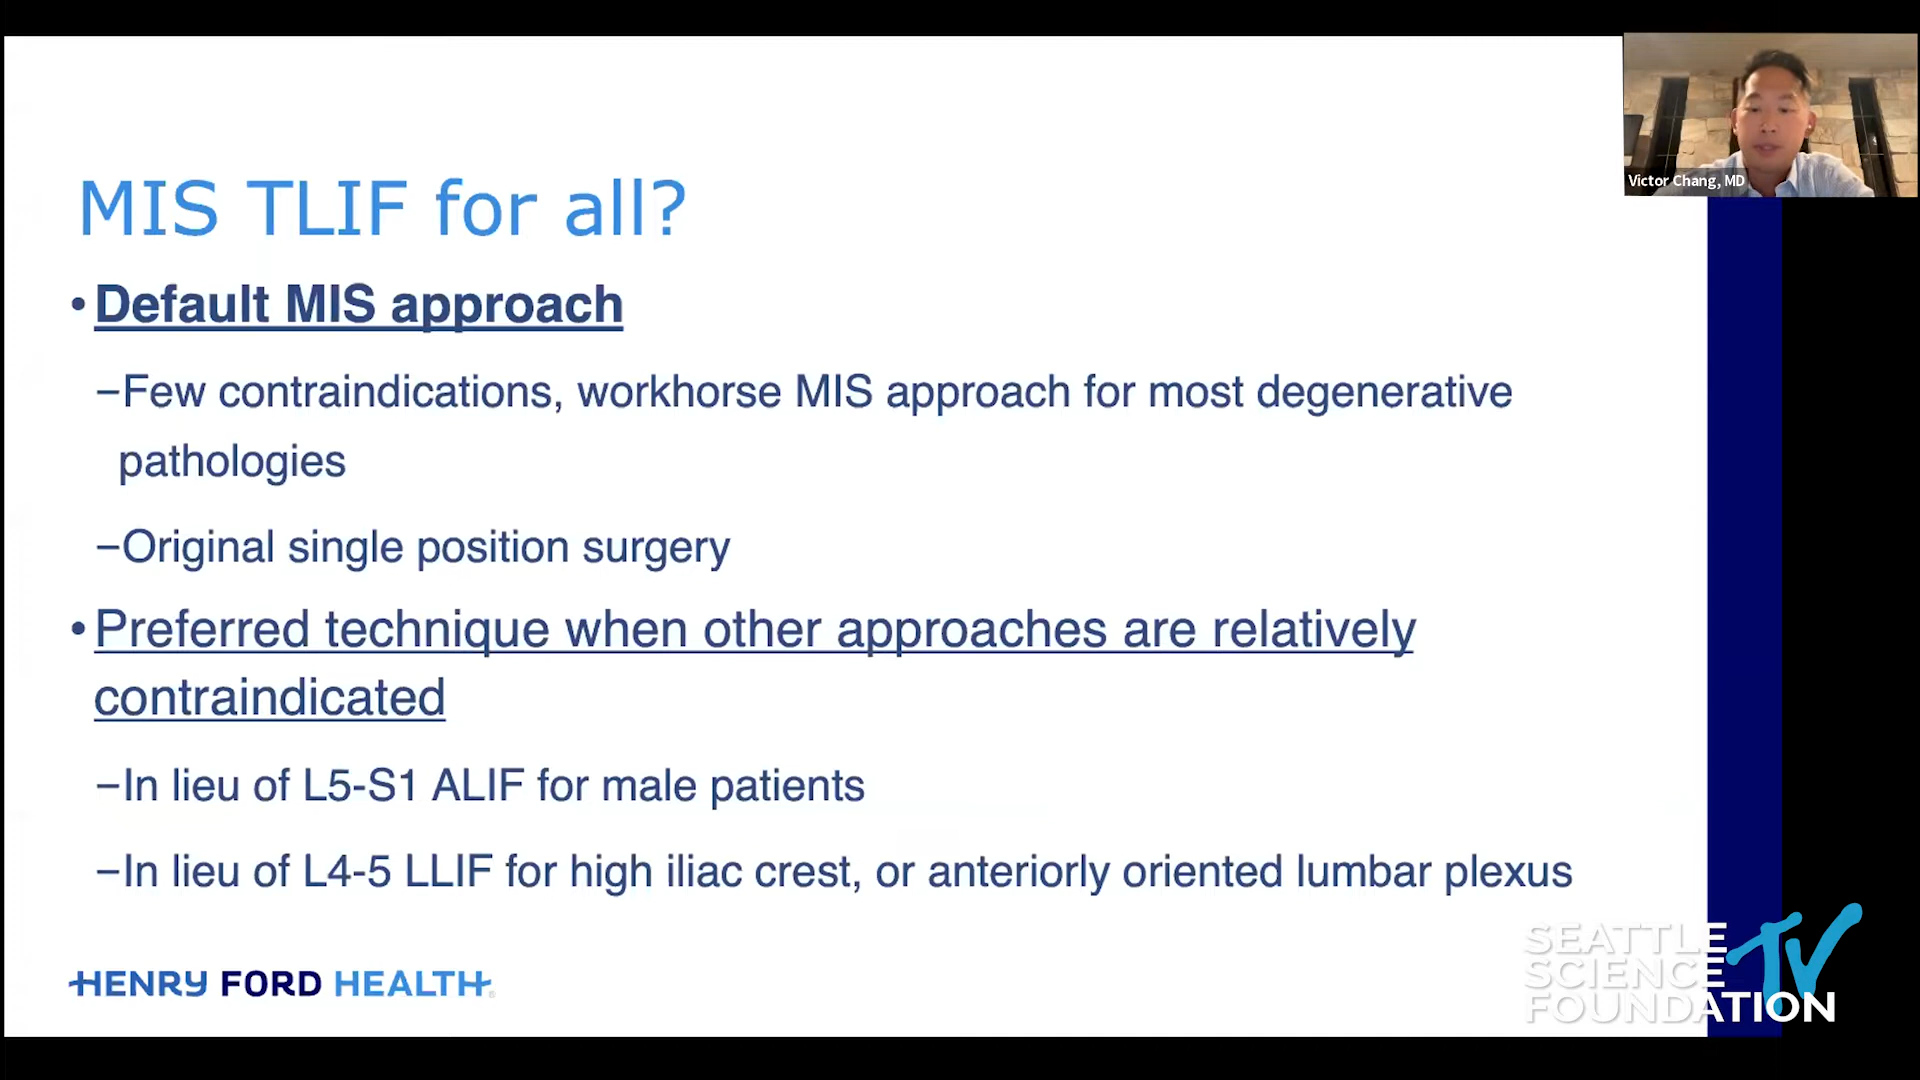 Victor Chang, MD
MIS TLIF for all?
• Default MIS approach
–Few contraindications, workhorse MIS approach for most degenerative
pathologies
–Original single position surgery
• Preferred technique when other approaches are relatively
contraindicated
–In lieu of L5-S1 ALIF for male patients
–In lieu of L4-5 LLIF for high iliac crest, or anteriorly oriented lumbar plexus
HENRY FORD HEALTH®
SEATTLE
SCIENCE
FOUNDATION
TV